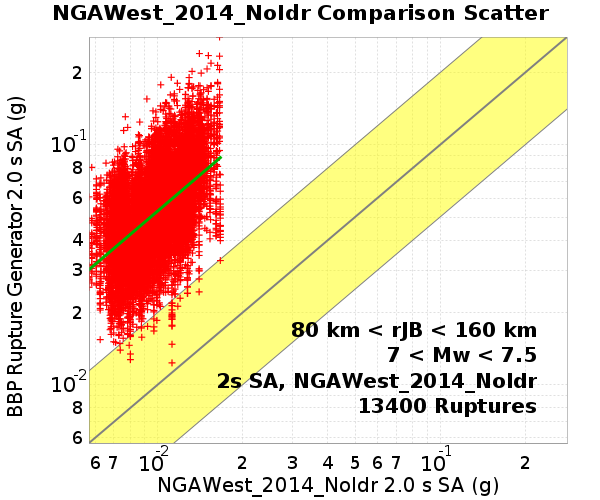 NGAWest_2014_NoIdr Comparison Scatter
BBP Rupture Generator 2.0 s SA (g)
2
10-1
8
6
4
3
2
10-2
8
6
80 km < rJB < 160 km
7 < Mw < 7.5
2s SA, NGAWest_2014_NoIdr
13400 Ruptures
6 7 10-2 2 3 4 5 6 7 10-1 2
NGAWest_2014_NoIdr 2.0 s SA (g)